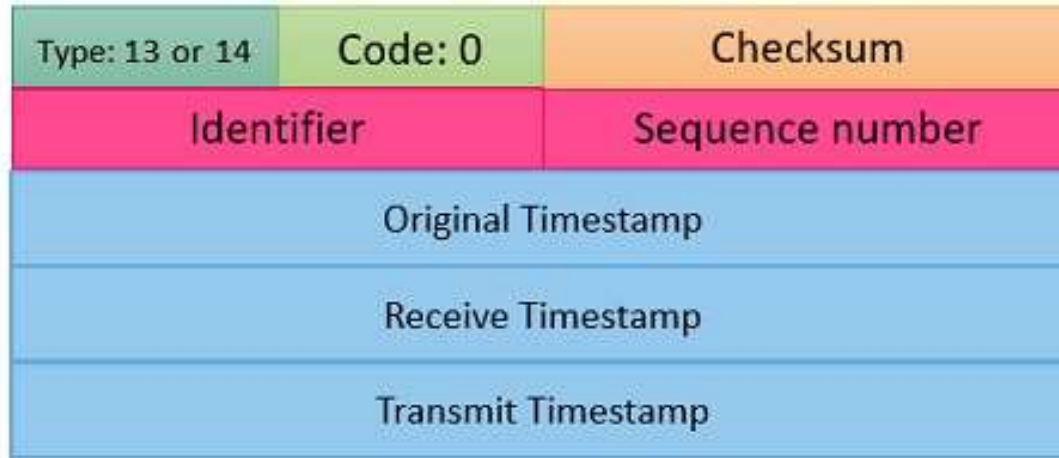 Type: 13 or 14 Code: 0 Checksum
Identifier Sequence number
Original Timestamp
Receive Timestamp
Transmit Timestamp